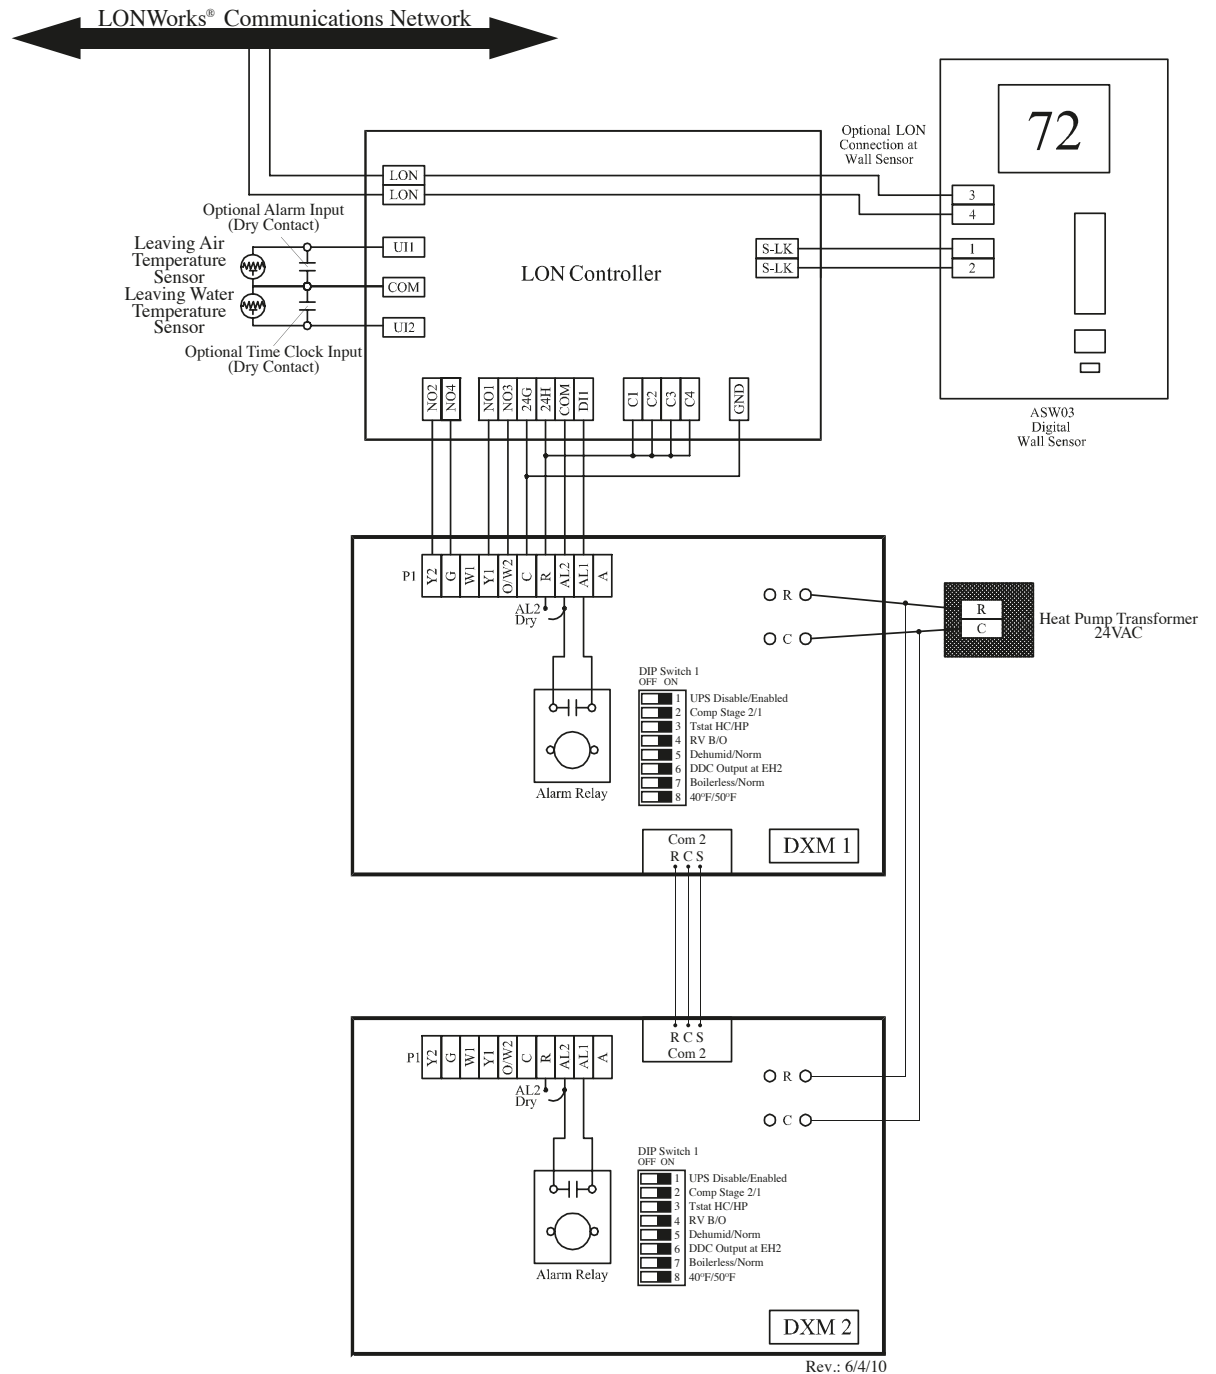 LONWorks® Communications Network
72
Optional LON
Connection at
Wall Sensor
LON
LON
3
4
Optional Alarm Input
(Dry Contact)
Leaving Air
Temperature
Sensor
Leaving Water
Temperature
Sensor
UI1
COM
UI2
S-LK
S-LK
1
2
LON Controller
Optional Time Clock Input
(Dry Contact)
NO2
NO4
NO1
NO3
24G
24H
COM
DI1
C1
C2
C3
C4
GND
ASW03
Digital
Wall Sensor
P1
Y2
G
W1
Y1
O/W2
C
R
AL2
AL1
A
AL2
Dry
R
C
R
C
Heat Pump Transformer
24VAC
DIP Switch 1
OFF ON
1 UPS Disable/Enabled
2 Comp Stage 2/1
3 Tstat HC/HP
4 RV B/O
5 Dehumid/Norm
6 DDC Output at EH2
7 Boilerless/Norm
8 40°F/50°F
Alarm Relay
Com 2
R C S
DXM 1
R C S
Com 2
P1
Y2
G
W1
Y1
O/W2
C
R
AL2
AL1
A
AL2
Dry
R
C
DIP Switch 1
OFF ON
1 UPS Disable/Enabled
2 Comp Stage 2/1
3 Tstat HC/HP
4 RV B/O
5 Dehumid/Norm
6 DDC Output at EH2
7 Boilerless/Norm
8 40°F/50°F
Alarm Relay
DXM 2
Rev.: 6/4/10